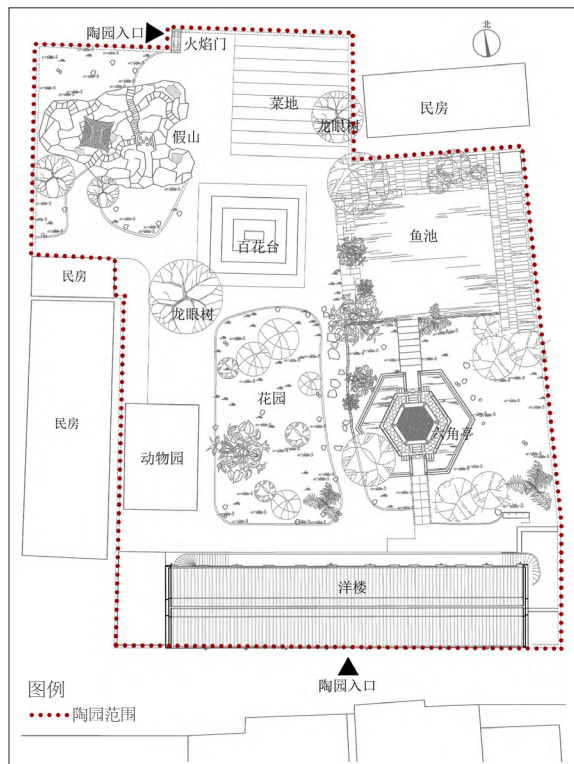 北
陶园入口
火焰门
菜地
龙眼树
民房
假山
鱼池
百花台
民房
龙眼树
花园
民房
六角亭
动物园
洋楼
陶园入口
图例
陶园范围